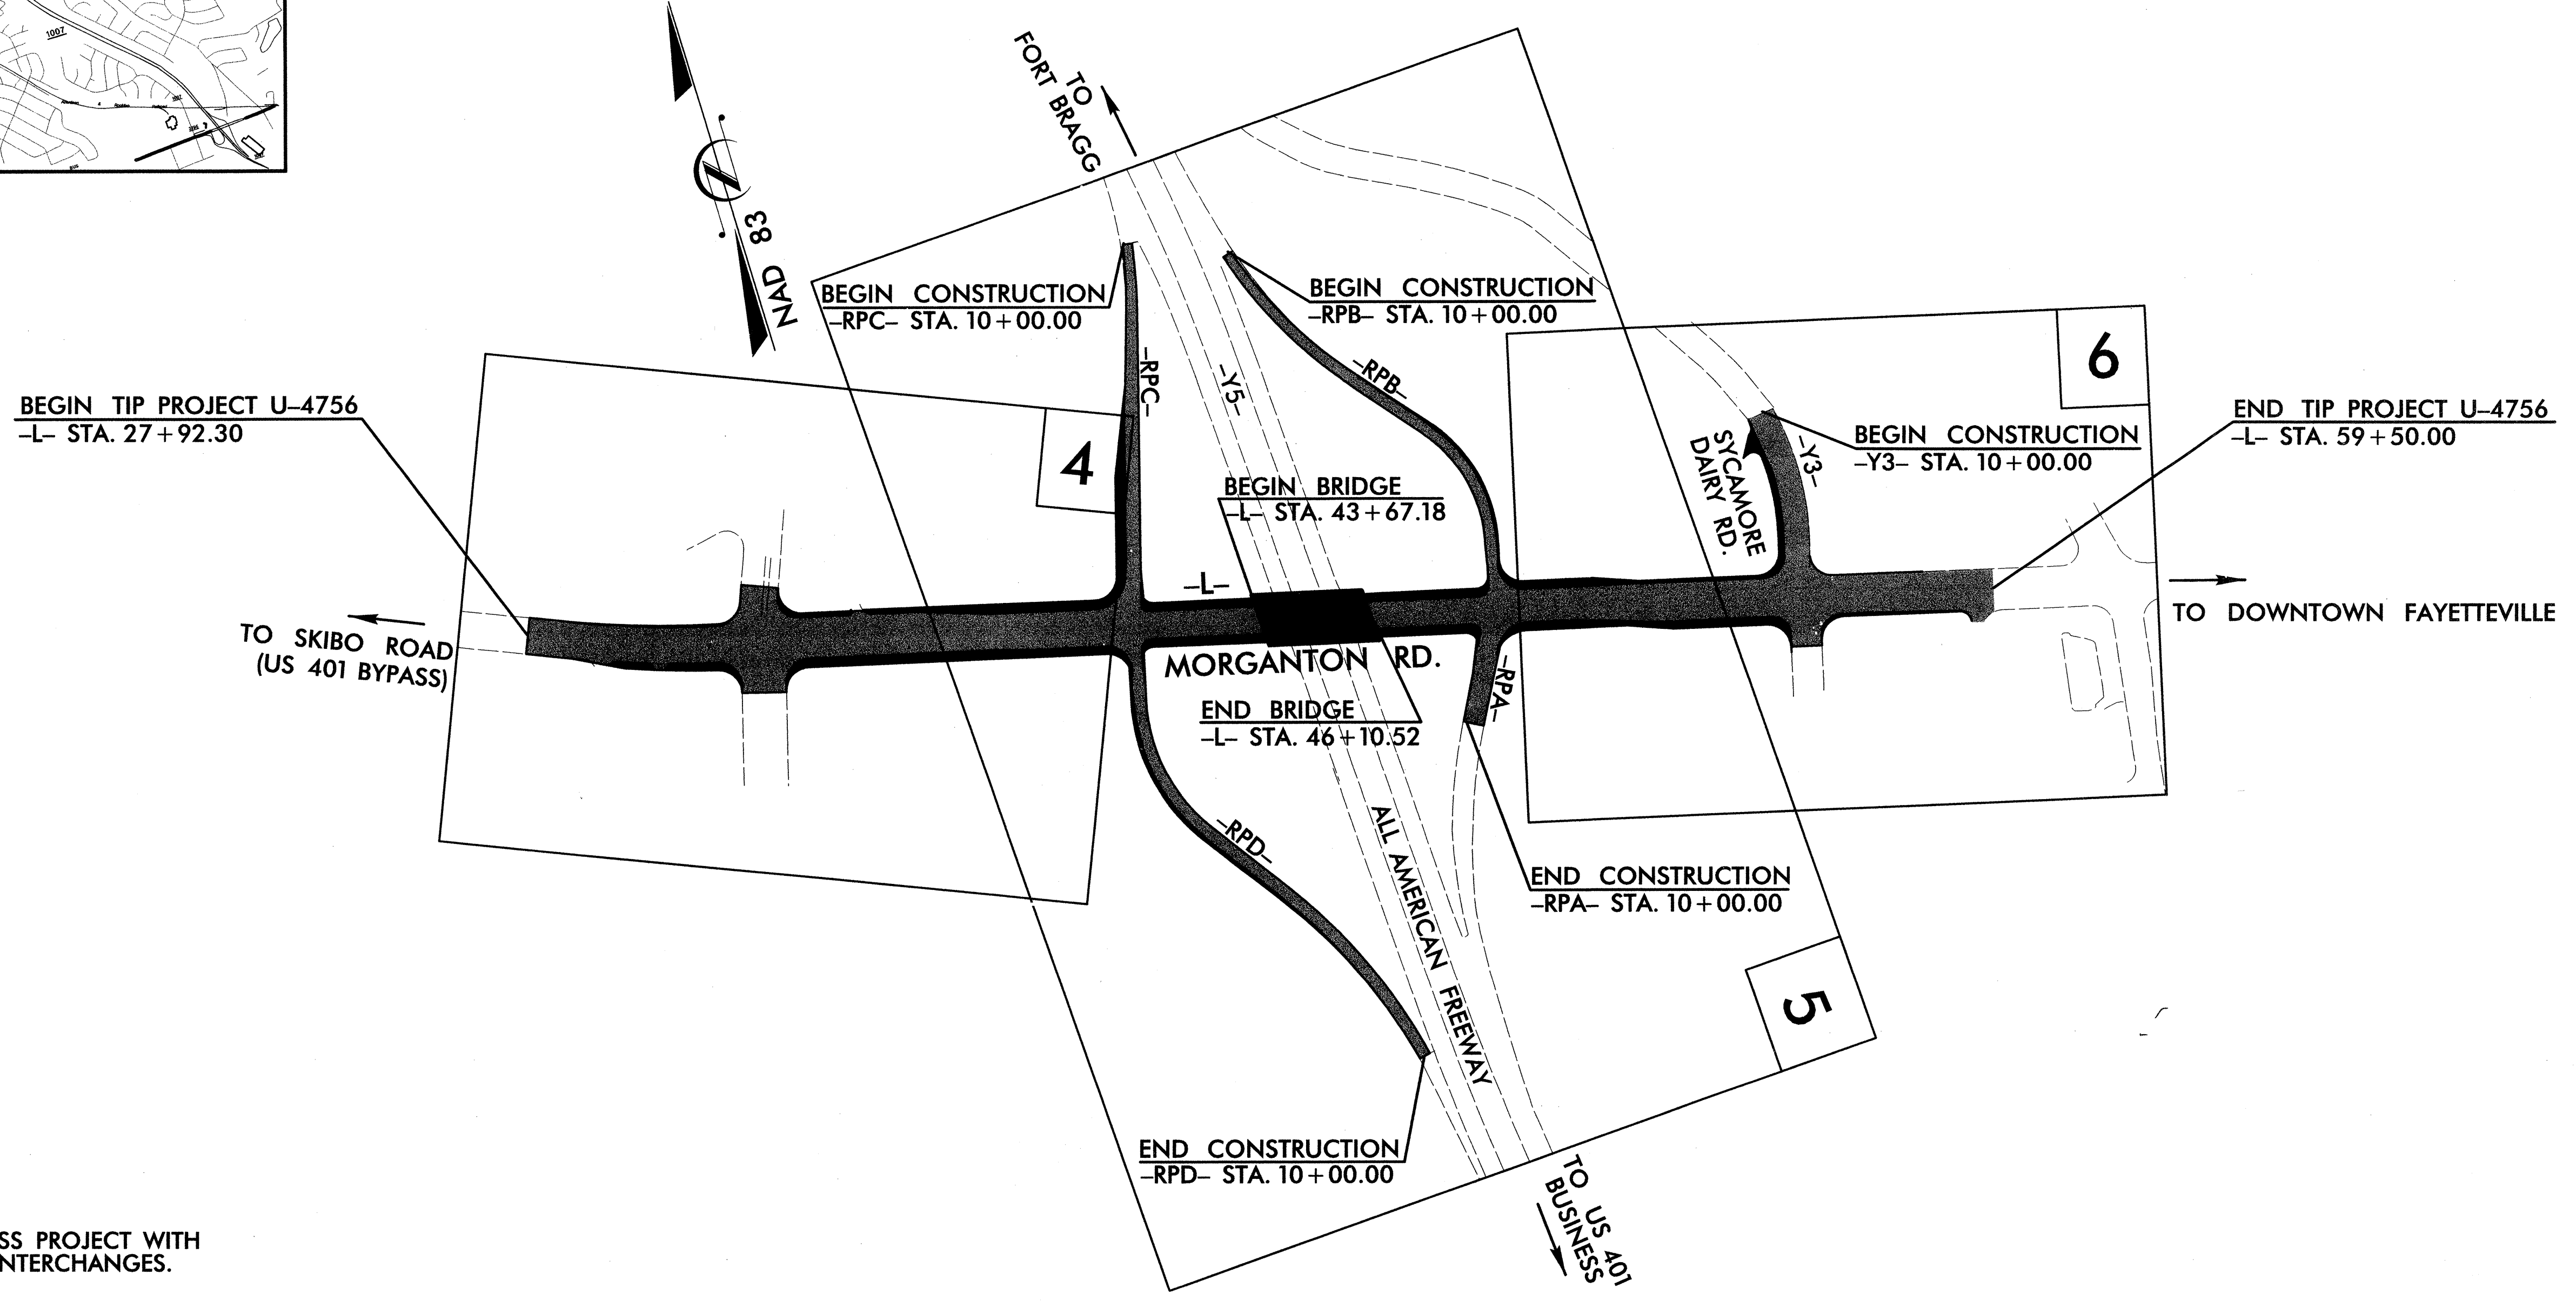 1007
TO
FORT BRAGG
NAD 83
BEGIN CONSTRUCTION
-RPC- STA. 10+00.00
BEGIN CONSTRUCTION
-RPB- STA. 10+00.00
-RPC-
-Y5-
-RPB-
6
BEGIN TIP PROJECT U-4756
-L- STA. 27+92.30
4
SYCAMORE
DAIRY RD.
-Y3-
BEGIN CONSTRUCTION
-Y3- STA. 10+00.00
END TIP PROJECT U-4756
-L- STA. 59+50.00
BEGIN BRIDGE
-L- STA. 43+67.18
-L-
TO SKIBO ROAD
(US 401 BYPASS)
TO DOWNTOWN FAYETTEVILLE
MORGANTON RD.
-RPA-
END BRIDGE
-L- STA. 46+10.52
-RPD-
ALL AMERICAN FREEWAY
END CONSTRUCTION
-RPA- STA. 10+00.00
5
END CONSTRUCTION
-RPD- STA. 10+00.00
TO US 401
BUSINESS
SS PROJECT WITH
NTERCHANGES.